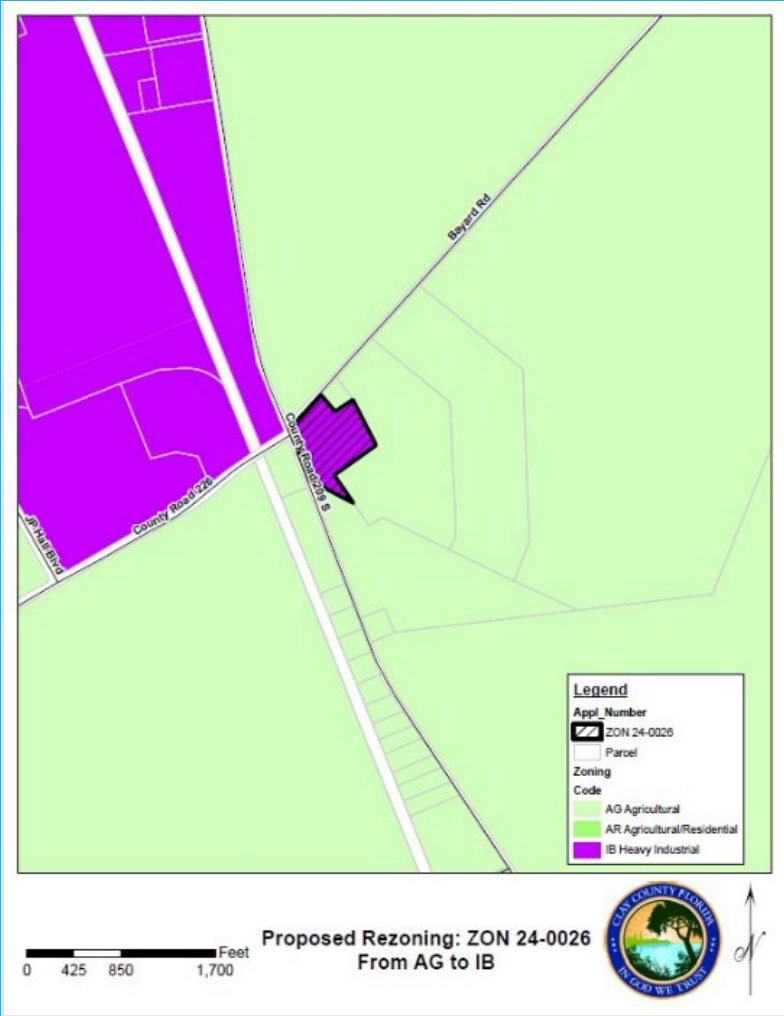 Bayard Rd
County Road 209 S
County Road 226
JP Hall Blvd
Legend
Appl_Number
ZON 24-0026
Parcel
Zoning
Code
AG Agricultural
AR Agricultural/Residential
IB Heavy Industrial
Feet
0 425 850 1,700
Proposed Rezoning: ZON 24-0026
From AG to IB
CLAY COUNTY FLORIDA
IN GOD WE TRUST
N